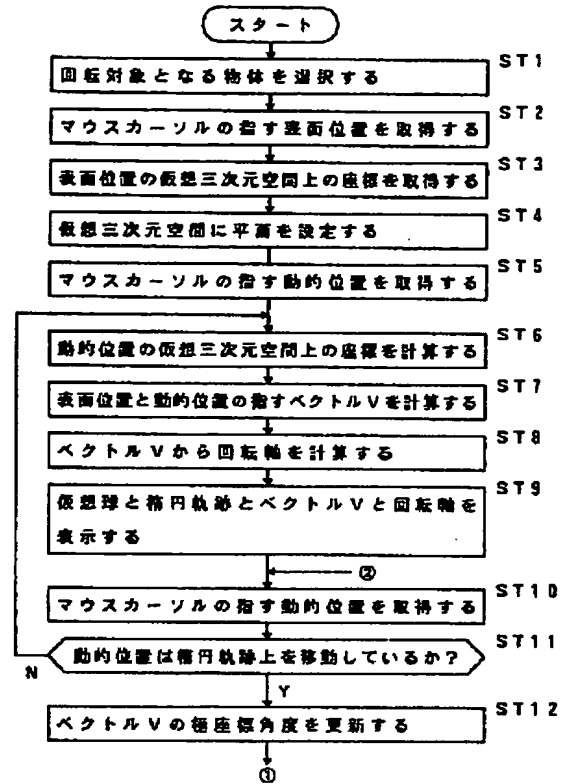 スタート
ST1
回転対象となる物体を選択する
ST2
マウスカーソルの指す表面位置を取得する
ST3
表面位置の仮想三次元空間上の座標を取得する
ST4
仮想三次元空間に平面を設定する
ST5
マウスカーソルの指す動的位置を取得する
ST6
動的位置の仮想三次元空間上の座標を計算する
ST7
表面位置と動的位置の指すベクトルVを計算する
ST8
ベクトルVから回転軸を計算する
ST9
仮想球と楕円軌跡とベクトルVと回転軸を
表示する
②
ST10
マウスカーソルの指す動的位置を取得する
ST11
動的位置は楕円軌跡上を移動しているか?
N
Y
ST12
ベクトルVの極座標角度を更新する
①